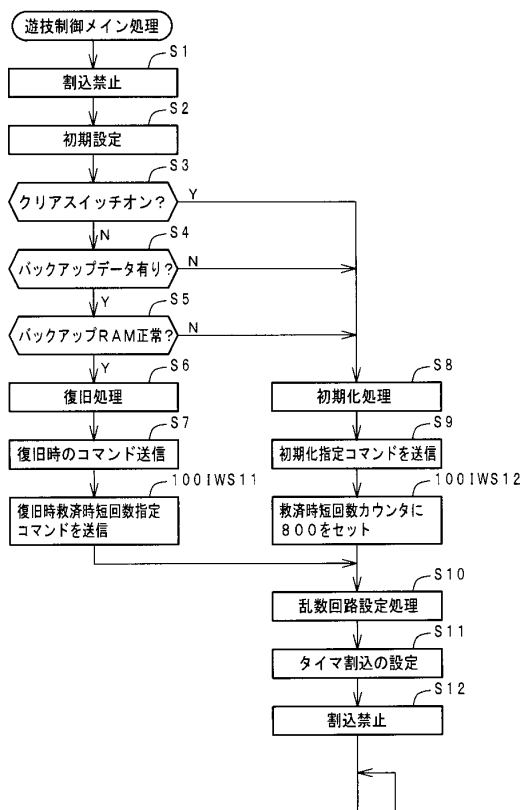 遊技制御メイン処理
S1
割込禁止
S2
初期設定
S3
クリアスイッチオン?
Y
N
S4
バックアップデータ有り?
N
Y
S5
バックアップRAM正常?
N
Y
S6
復旧処理
S8
初期化処理
S7
復旧時のコマンド送信
S9
初期化指定コマンドを送信
100IWS11
復旧時救済時短回数指定
コマンドを送信
100IWS12
救済時短回数カウンタに
800をセット
S10
乱数回路設定処理
S11
タイマ割込の設定
S12
割込禁止